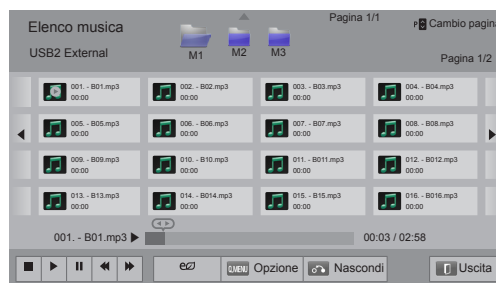 Elenco musica
Pagina 1/1
P Cambio pagina
USB2 External
M1 M2 M3
Pagina 1/2
001. - B01.mp3 002. - B02.mp3 003. - B03.mp3 004. - B04.mp3
00:00 00:00 00:00 00:00
005. - B05.mp3 006. - B06.mp3 007. - B07.mp3 008. - B08.mp3
00:00 00:00 00:00 00:00
009. - B09.mp3 010. - B10.mp3 011. - B011.mp3 012. - B012.mp3
00:00 00:00 00:00 00:00
013. - B13.mp3 014. - B014.mp3 015. - B15.mp3 016. - B016.mp3
00:00 00:00 00:00 00:00
001. - B01.mp3 00:03 / 02:58
Q.MENU Opzione Nascondi Uscita